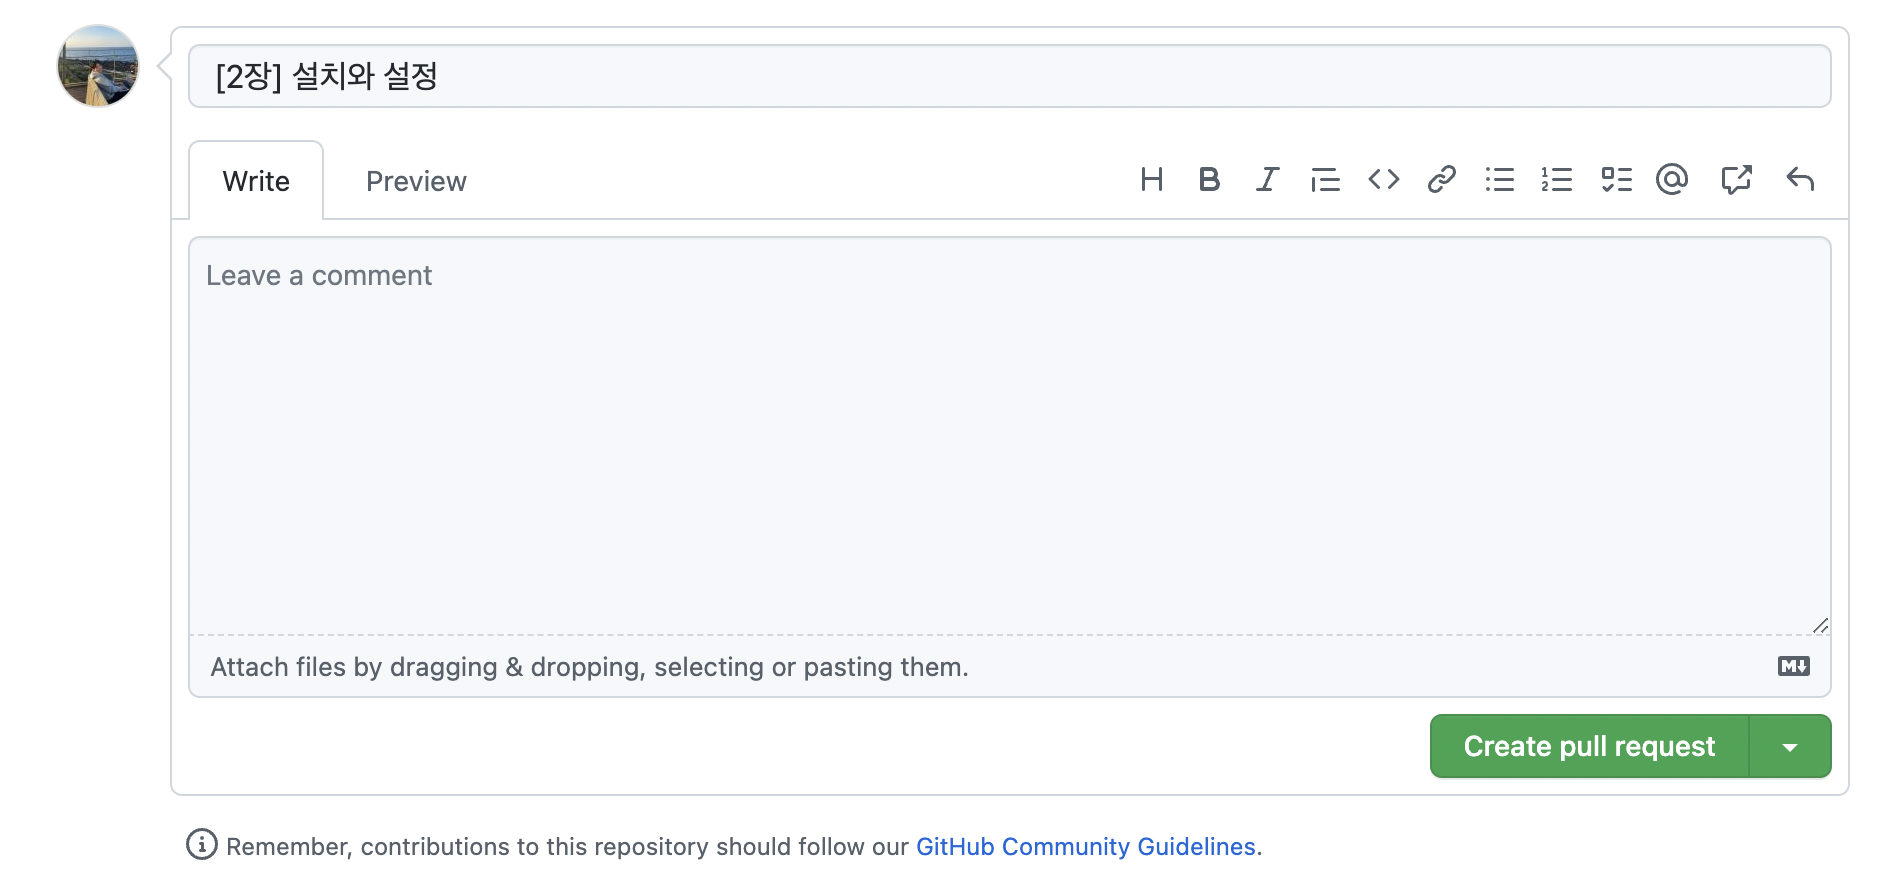 [2장] 설치와 설정
Write Preview
Leave a comment
Attach files by dragging & dropping, selecting or pasting them.
Create pull request
Remember, contributions to this repository should follow our GitHub Community Guidelines.